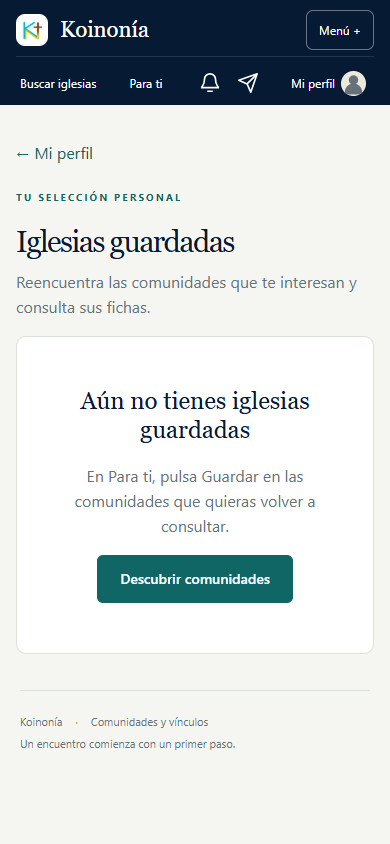 Koinonía
Menú +
Buscar iglesias
Para ti
Mi perfil
← Mi perfil
TU SELECCIÓN PERSONAL
Iglesias guardadas
Reencuentra las comunidades que te interesan y
consulta sus fichas.
Aún no tienes iglesias
guardadas
En Para ti, pulsa Guardar en las
comunidades que quieras volver a
consultar.
Descubrir comunidades
Koinonía · Comunidades y vínculos
Un encuentro comienza con un primer paso.